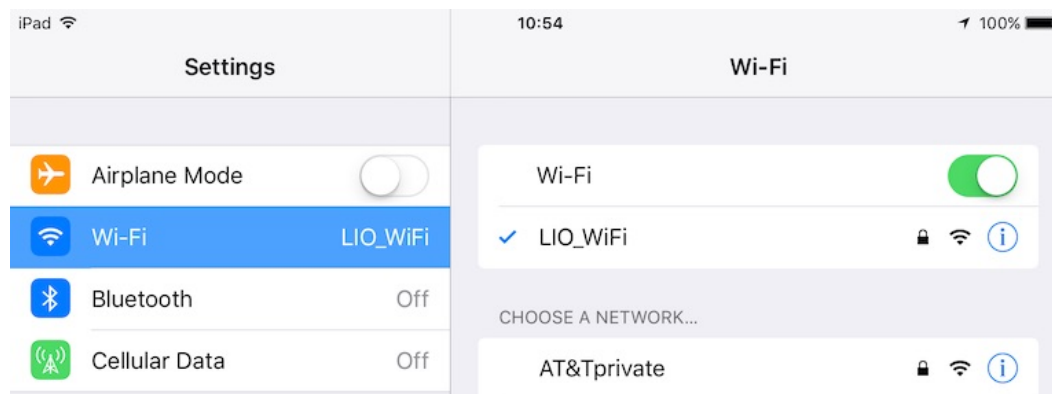 iPad 10:54 100%
Settings
Wi-Fi
Airplane Mode
Wi-Fi LIO_WiFi
Bluetooth Off
Cellular Data Off
Wi-Fi
LIO_WiFi
CHOOSE A NETWORK...
AT&Tprivate